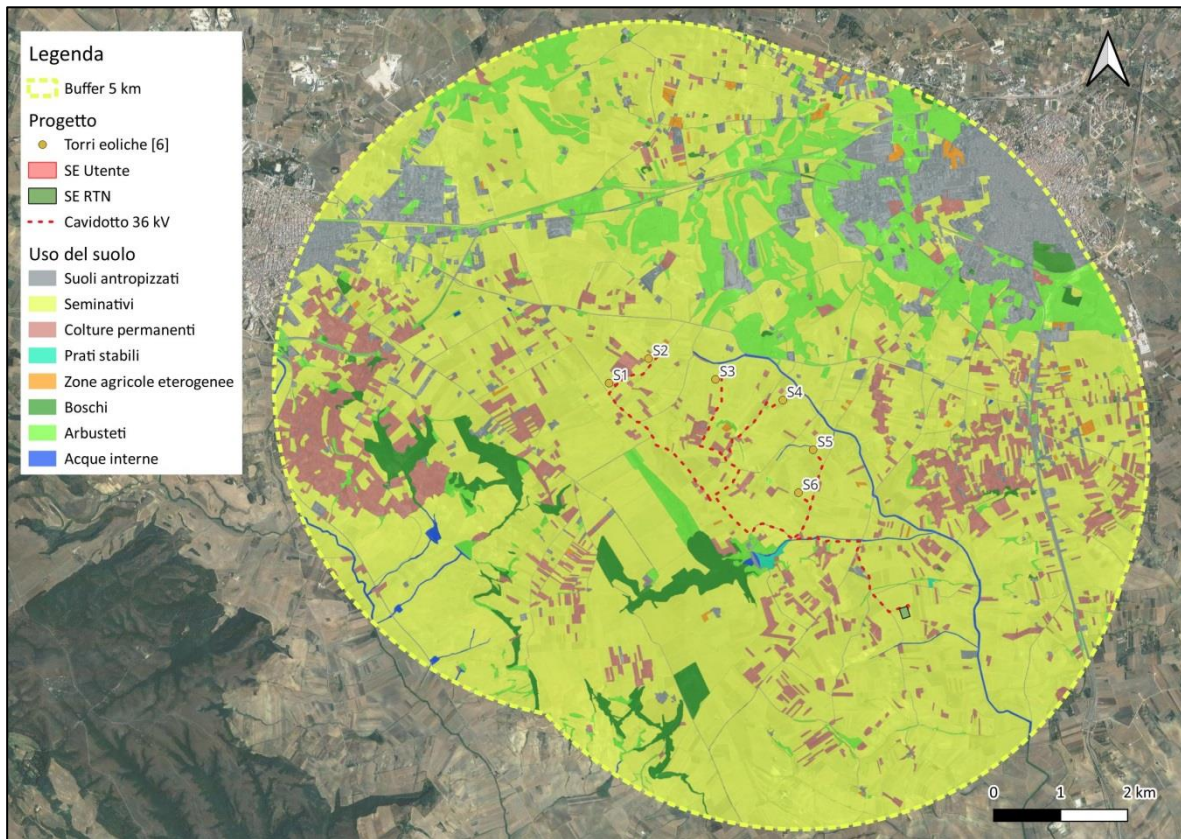 Legenda
Buffer 5 km
Progetto
Torri eoliche [6]
SE Utente
SE RTN
Cavidotto 36 kV
Uso del suolo
Suoli antropizzati
Seminativi
Colture permanenti
Prati stabili
Zone agricole eterogenee
Boschi
Arbusteti
Acque interne
S2
S1
S3
S4
S5
S6
0 1 2 km